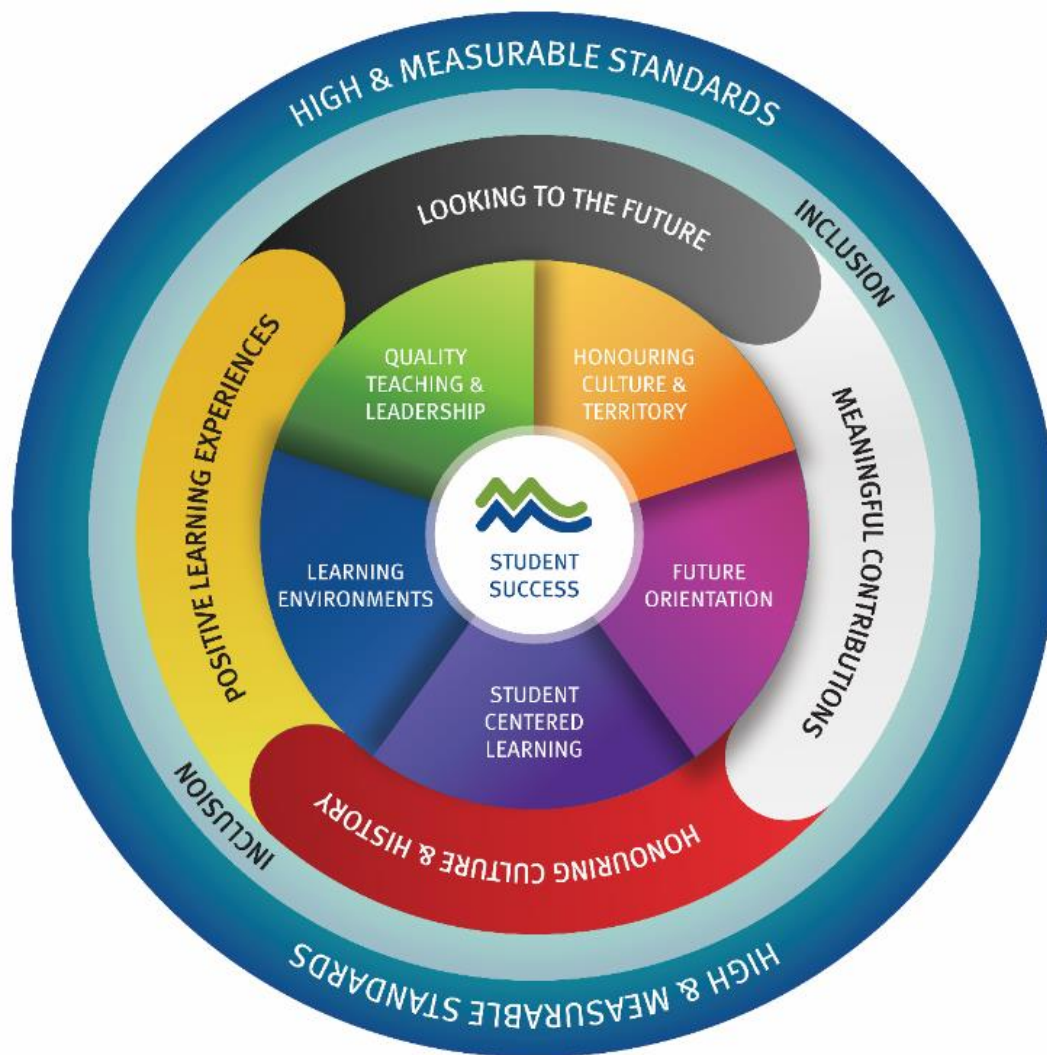 HIGH & MEASURABLE STANDARDS
INCLUSION
LOOKING TO THE FUTURE
MEANINGFUL CONTRIBUTIONS
HONOURING CULTURE & HISTORY
POSITIVE LEARNING EXPERIENCES
QUALITY
TEACHING &
LEADERSHIP
HONOURING
CULTURE &
TERRITORY
FUTURE
ORIENTATION
STUDENT
CENTERED
LEARNING
LEARNING
ENVIRONMENTS
STUDENT
SUCCESS
INCLUSION
HIGH & MEASURABLE STANDARDS